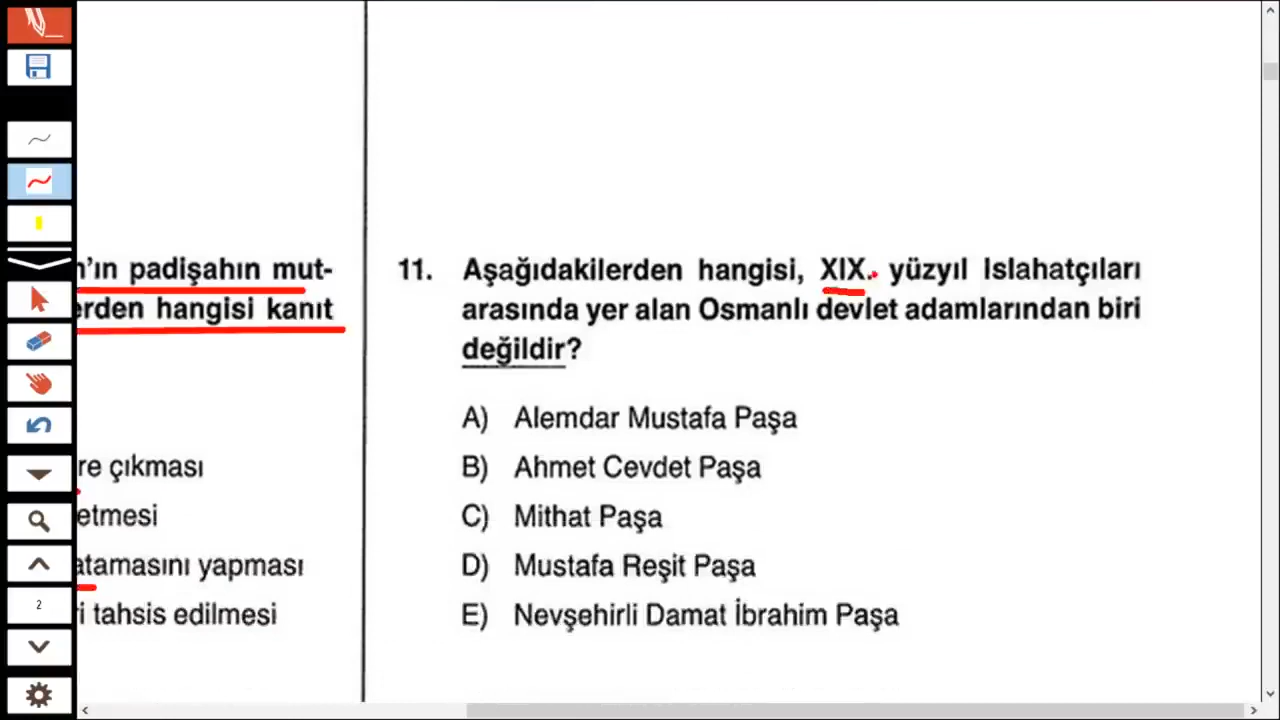 n'ın padişahın mut-
erden hangisi kanıt
re çıkması
etmesi
atamasını yapması
i tahsis edilmesi
11. Aşağıdakilerden hangisi, XIX. yüzyıl Islahatçıları
arasında yer alan Osmanlı devlet adamlarından biri
değildir?
A) Alemdar Mustafa Paşa
B) Ahmet Cevdet Paşa
C) Mithat Paşa
D) Mustafa Reşit Paşa
E) Nevşehirli Damat İbrahim Paşa
2